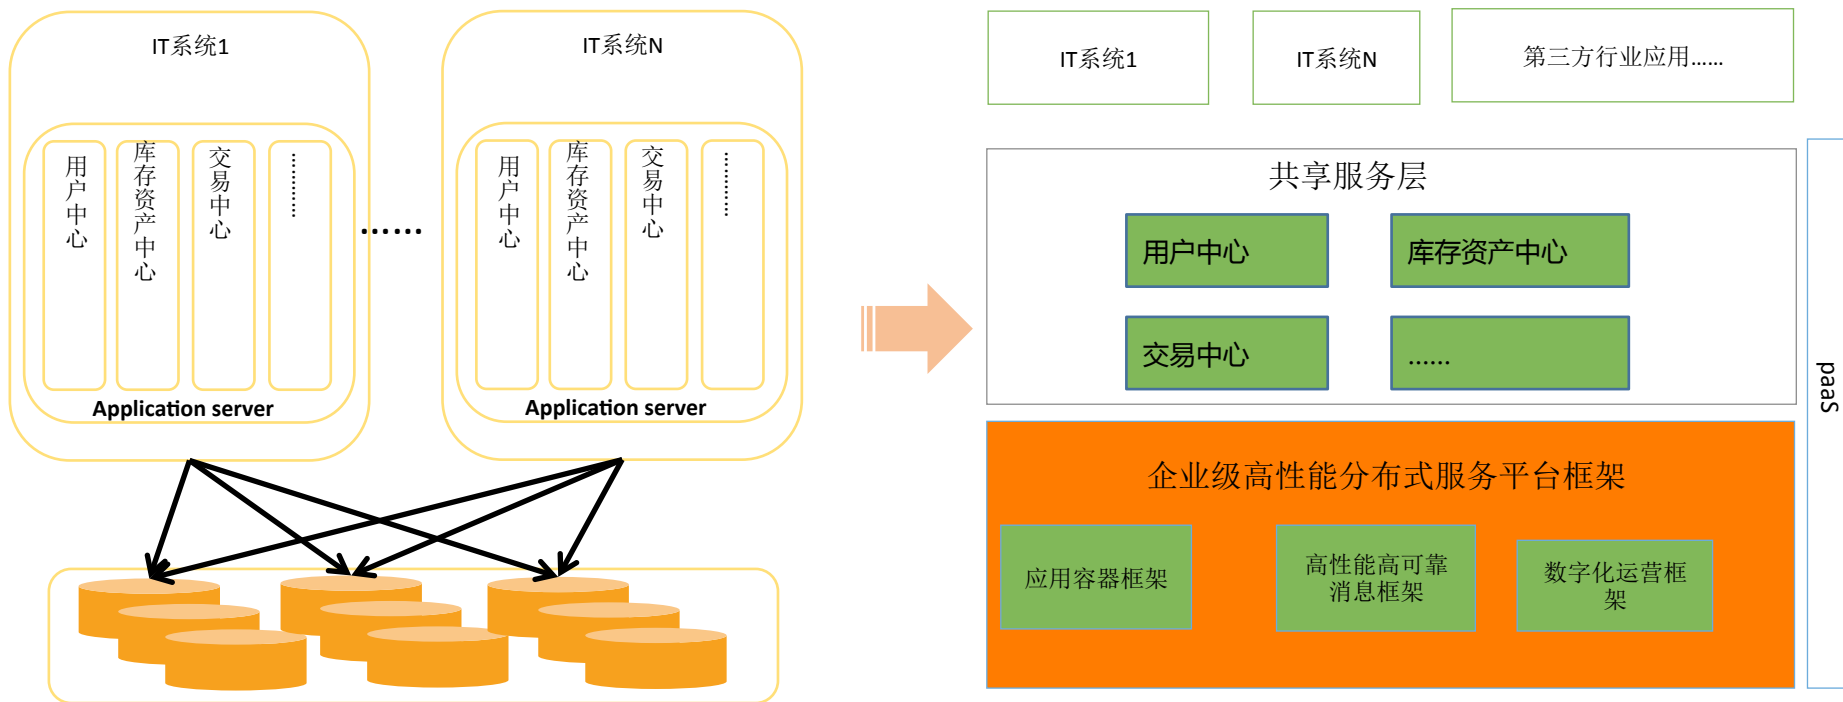 IT系统1
用户中心
库存资产中心
交易中心
...........
Application server
......
IT系统N
用户中心
库存资产中心
交易中心
...........
Application server
IT系统1
IT系统N
第三方行业应用......
共享服务层
用户中心
库存资产中心
交易中心
......
企业级高性能分布式服务平台框架
应用容器框架
高性能高可靠
消息框架
数字化运营框
架
paaS